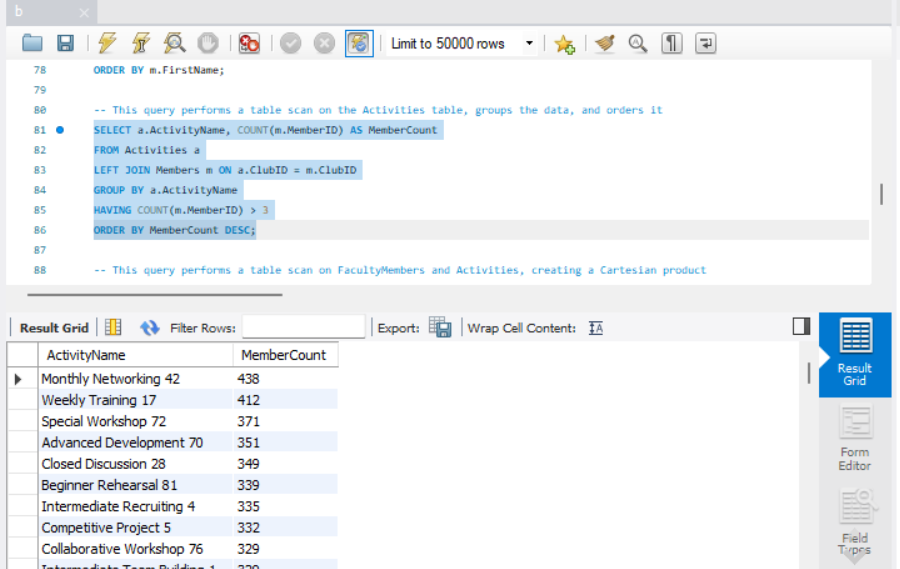 b
Limit to 50000 rows
78 ORDER BY m.FirstName;
79
80 -- This query performs a table scan on the Activities table, groups the data, and orders it
81 SELECT a.ActivityName, COUNT(m.MemberID) AS MemberCount
82 FROM Activities a
83 LEFT JOIN Members m ON a.ClubID = m.ClubID
84 GROUP BY a.ActivityName
85 HAVING COUNT(m.MemberID) > 3
86 ORDER BY MemberCount DESC;
87
88 -- This query performs a table scan on FacultyMembers and Activities, creating a Cartesian product
Result Grid Filter Rows: Export: Wrap Cell Content: IA
ActivityName MemberCount
Monthly Networking 42 438
Weekly Training 17 412
Special Workshop 72 371
Advanced Development 70 351
Closed Discussion 28 349
Beginner Rehearsal 81 339
Intermediate Recruiting 4 335
Competitive Project 5 332
Collaborative Workshop 76 329
Intermediate Team Building 1
Result
Grid
Form
Editor
Field
Types